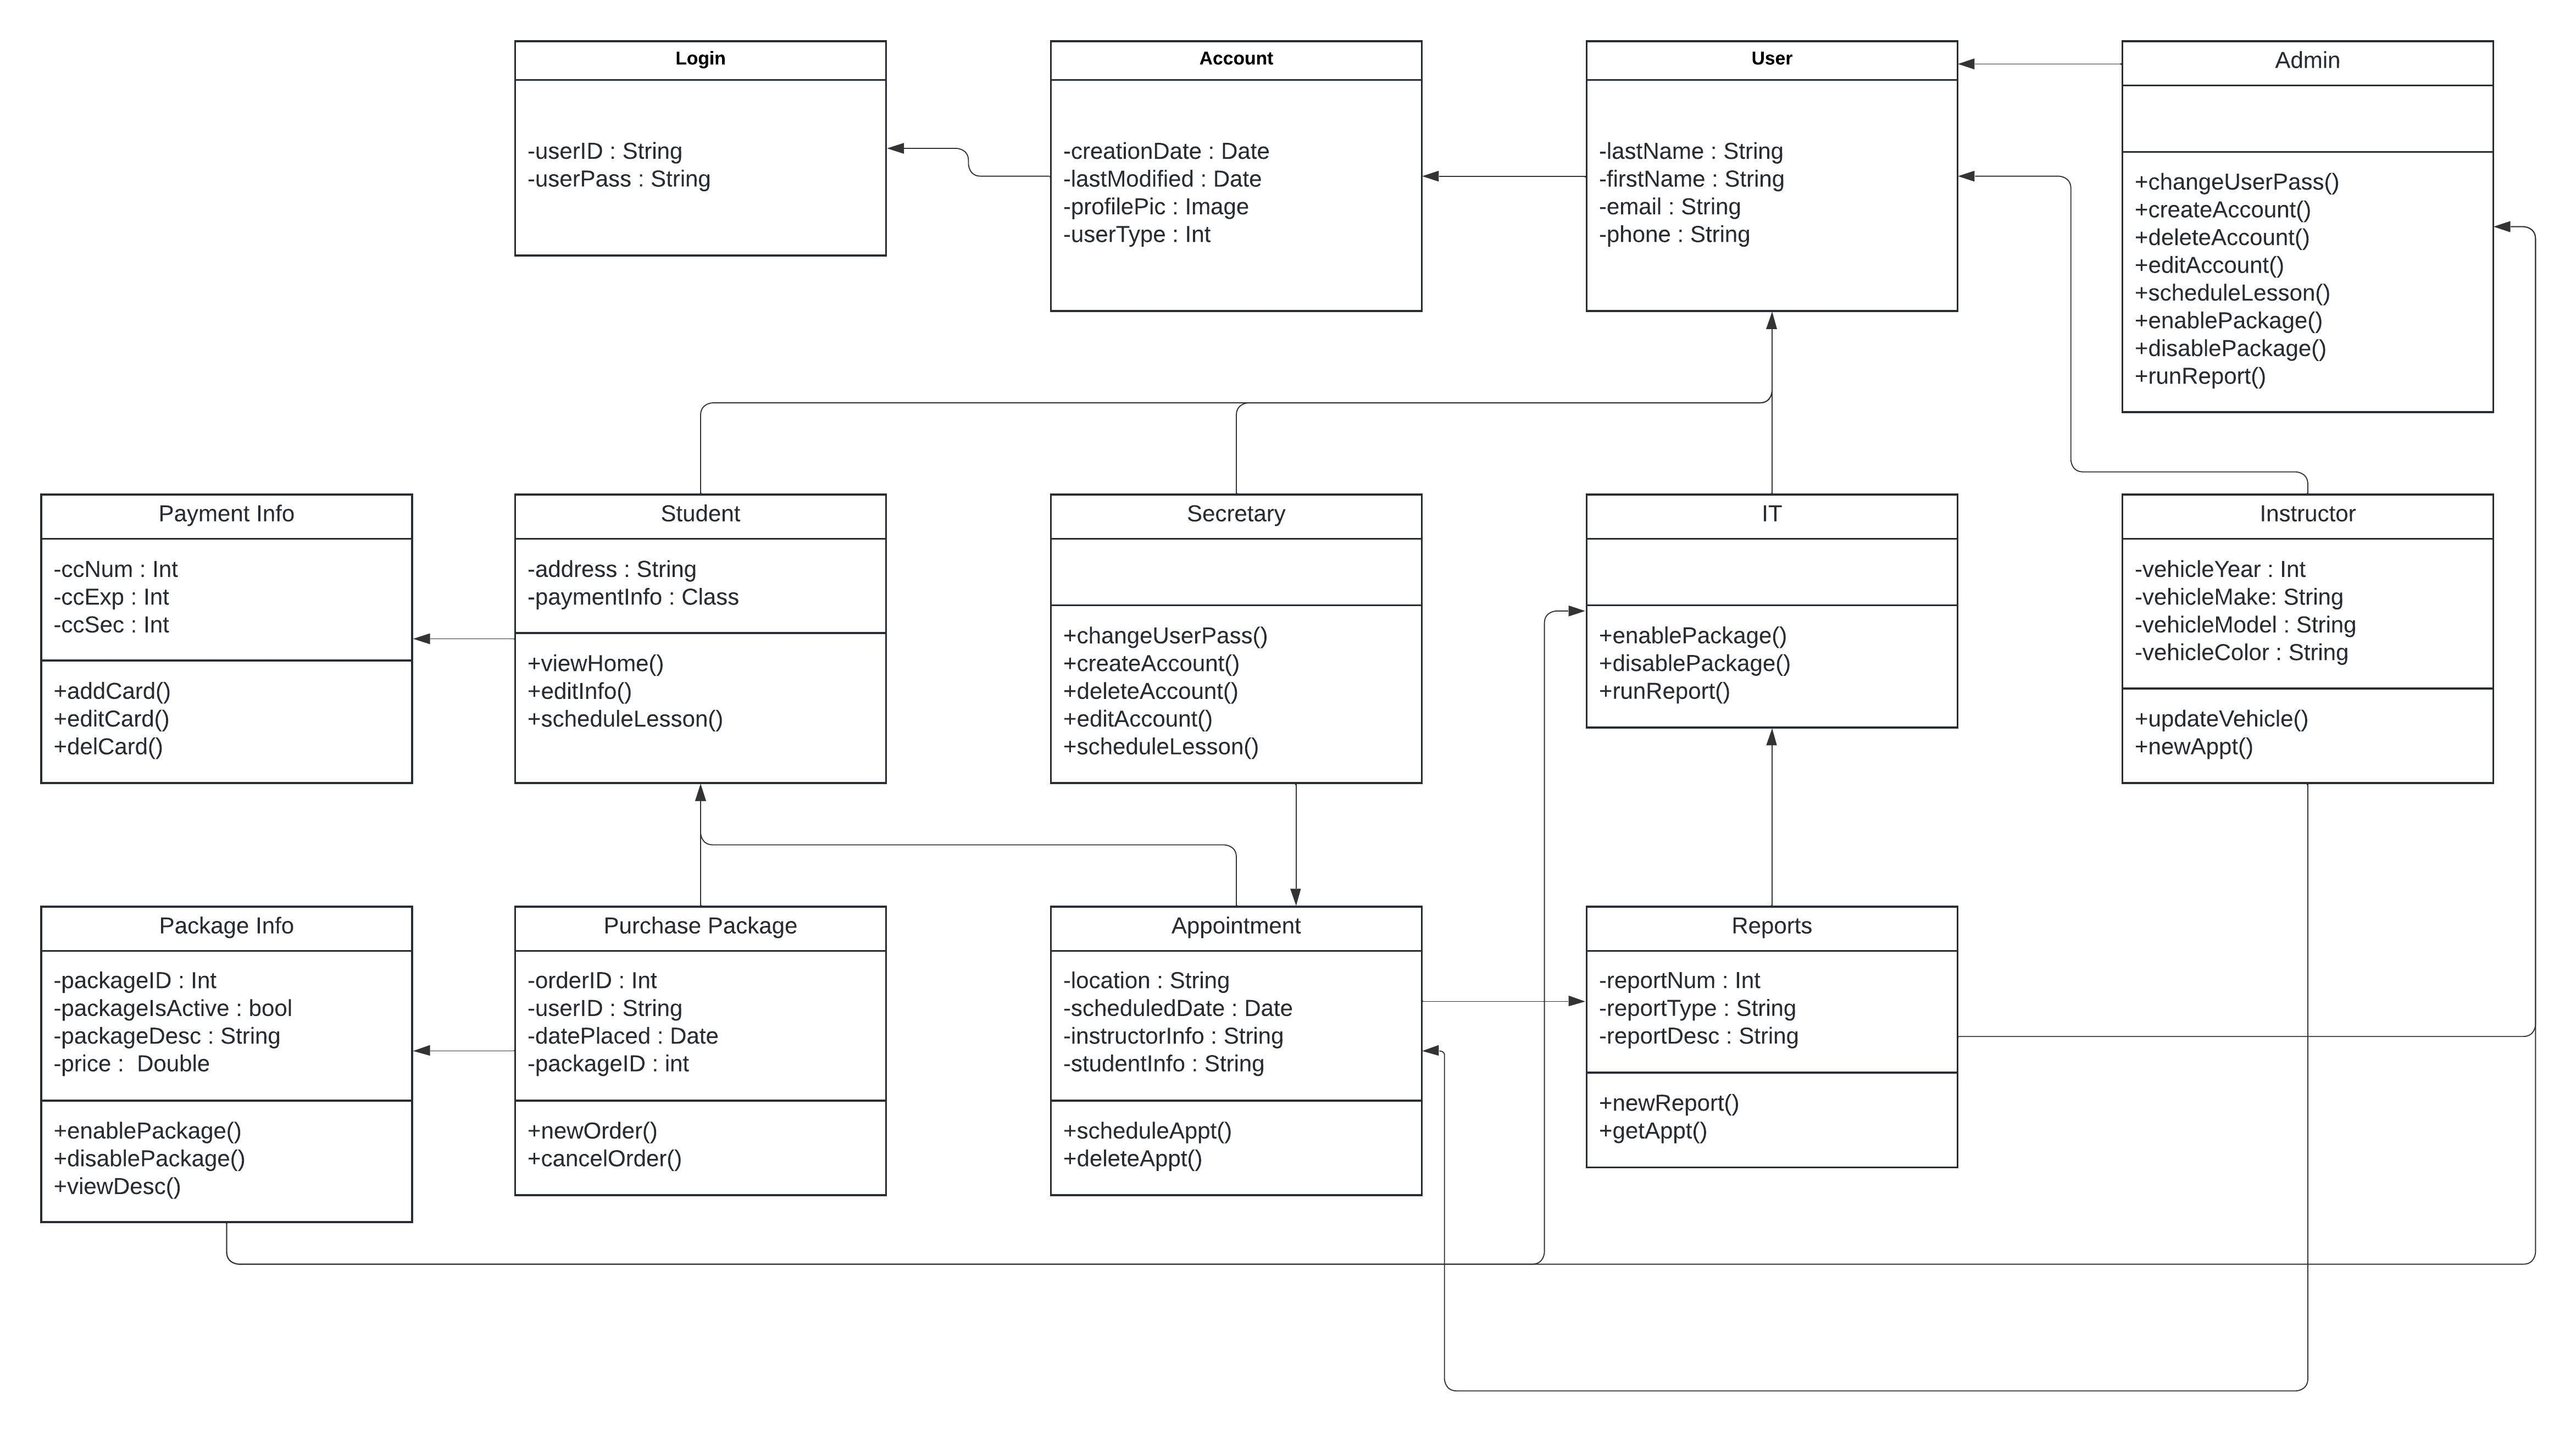 Login
-userID : String
-userPass : String
Account
-creationDate : Date
-lastModified : Date
-profilePic : Image
-userType : Int
User
-lastName : String
-firstName : String
-email : String
-phone : String
Admin
+changeUserPass()
+createAccount()
+deleteAccount()
+editAccount()
+scheduleLesson()
+enablePackage()
+disablePackage()
+runReport()
Payment Info
-ccNum : Int
-ccExp : Int
-ccSec : Int
+addCard()
+editCard()
+delCard()
Student
-address : String
-paymentInfo : Class
+viewHome()
+editInfo()
+scheduleLesson()
Secretary
+changeUserPass()
+createAccount()
+deleteAccount()
+editAccount()
+scheduleLesson()
IT
+enablePackage()
+disablePackage()
+runReport()
Instructor
-vehicleYear : Int
-vehicleMake: String
-vehicleModel : String
-vehicleColor : String
+updateVehicle()
+newAppt()
Package Info
-packageID : Int
-packageIsActive : bool
-packageDesc : String
-price :  Double
+enablePackage()
+disablePackage()
+viewDesc()
Purchase Package
-orderID : Int
-userID : String
-datePlaced : Date
-packageID : int
+newOrder()
+cancelOrder()
Appointment
-location : String
-scheduledDate : Date
-instructorInfo : String
-studentInfo : String
+scheduleAppt()
+deleteAppt()
Reports
-reportNum : Int
-reportType : String
-reportDesc : String
+newReport()
+getAppt()